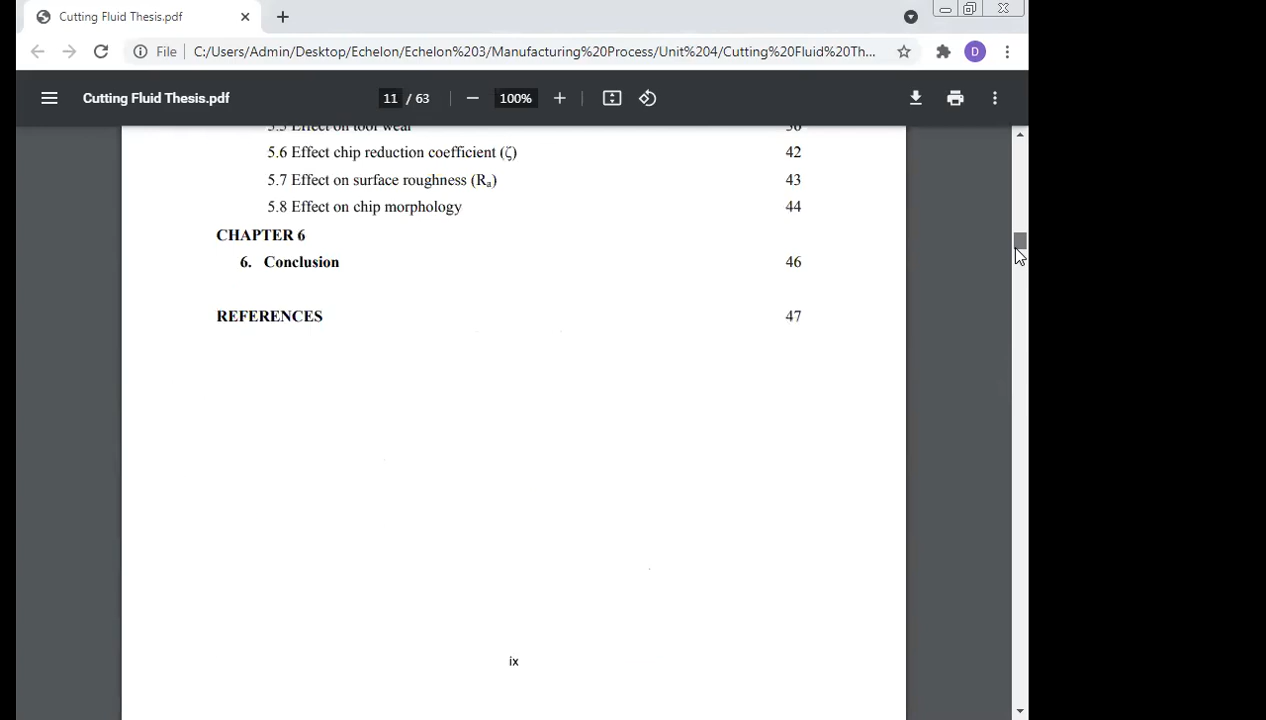 Cutting Fluid Thesis.pdf
File C:/Users/Admin/Desktop/Echelon/Echelon%203/Manufacturing%20Process/Unit%204/Cutting%20Fluid%20Th... D
Cutting Fluid Thesis.pdf 11 / 63 100%
5.5 Effect on tool wear
5.6 Effect chip reduction coefficient (ζ) 42
5.7 Effect on surface roughness (Ra) 43
5.8 Effect on chip morphology 44
CHAPTER 6
6. Conclusion 46
REFERENCES 47
ix